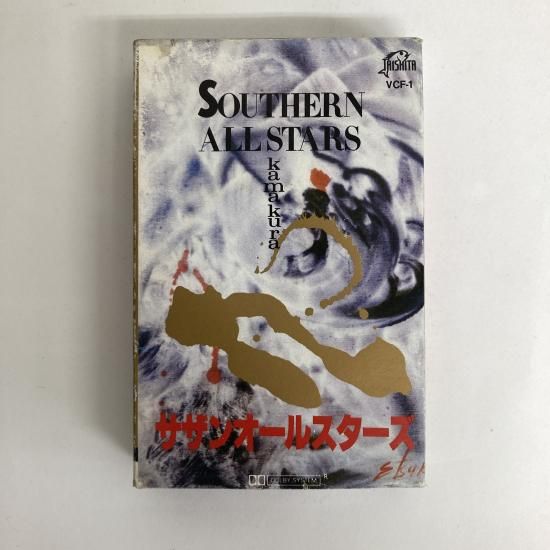 TAISHITA
VCF-1
SOUTHERN
ALL STARS
kamakura
サザンオールスターズ
DOLBY SYSTEM
R